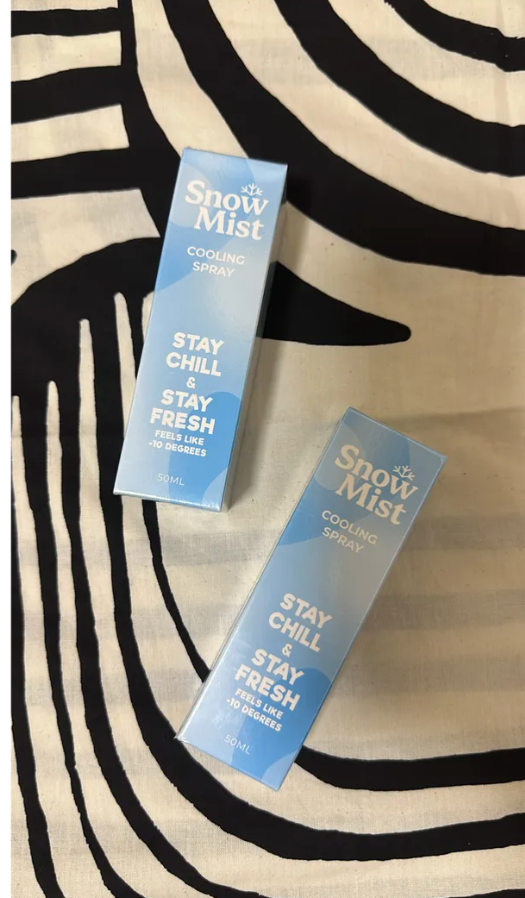 Snow
Mist
COOLING
SPRAY
STAY
CHILL
&
STAY
FRESH
FEELS LIKE
-10 DEGREES
50ML
Snow
Mist
COOLING
SPRAY
STAY
CHILL
&
STAY
FRESH
FEELS LIKE
-10 DEGREES
50ML